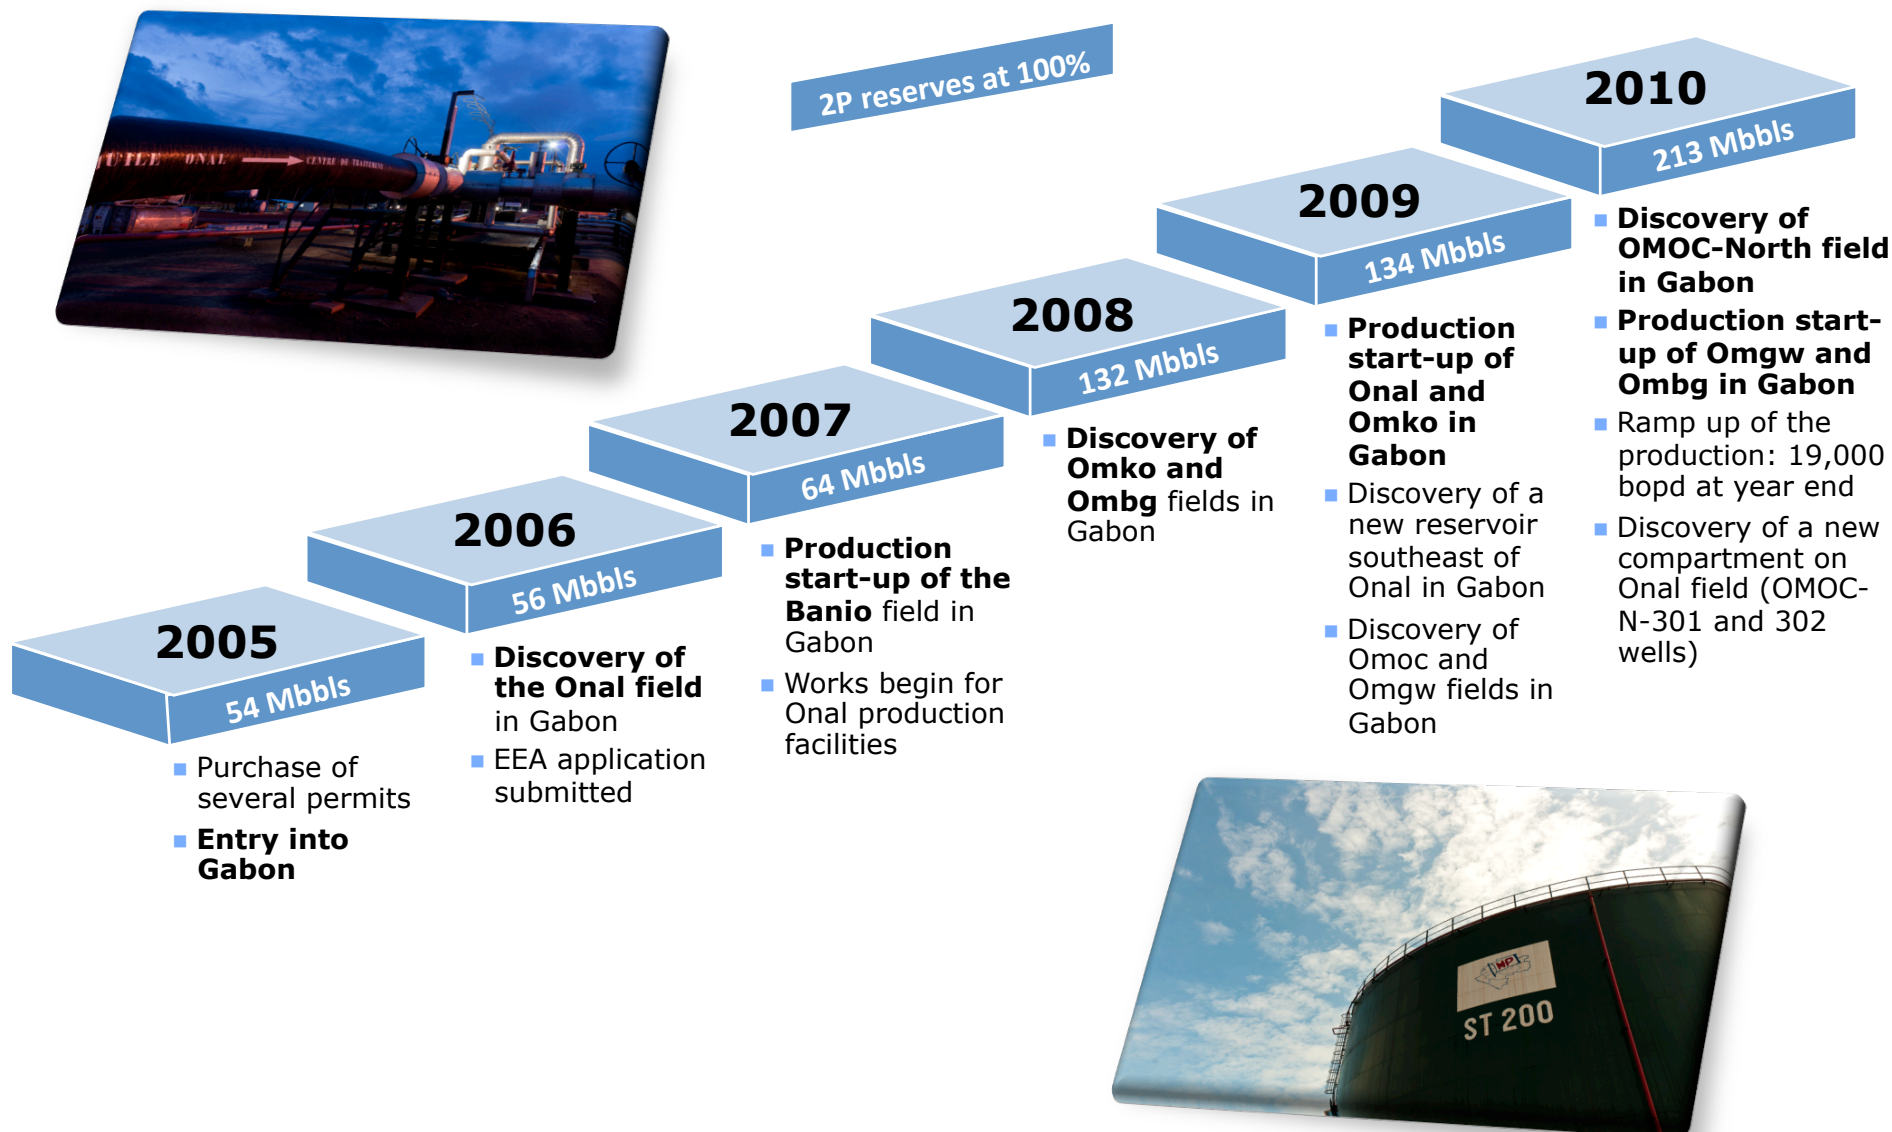 UILE ONAL
CENTRE DE TRAITEMENT
2P reserves at 100%
2005
54 Mbbls
Purchase of
several permits
Entry into
Gabon
2006
56 Mbbls
Discovery of
the Onal field
in Gabon
EEA application
submitted
2007
64 Mbbls
Production
start-up of the
Banio field in
Gabon
Works begin for
Onal production
facilities
2008
132 Mbbls
Discovery of
Omko and
Ombg fields in
Gabon
2009
134 Mbbls
Production
start-up of
Onal and
Omko in
Gabon
Discovery of a
new reservoir
southeast of
Onal in Gabon
Discovery of
Omoc and
Omgw fields in
Gabon
2010
213 Mbbls
Discovery of
OMOC-North field
in Gabon
Production start-
up of Omgw and
Ombg in Gabon
Ramp up of the
production: 19,000
bopd at year end
Discovery of a new
compartment on
Onal field (OMOC-
N-301 and 302
wells)
ST 200